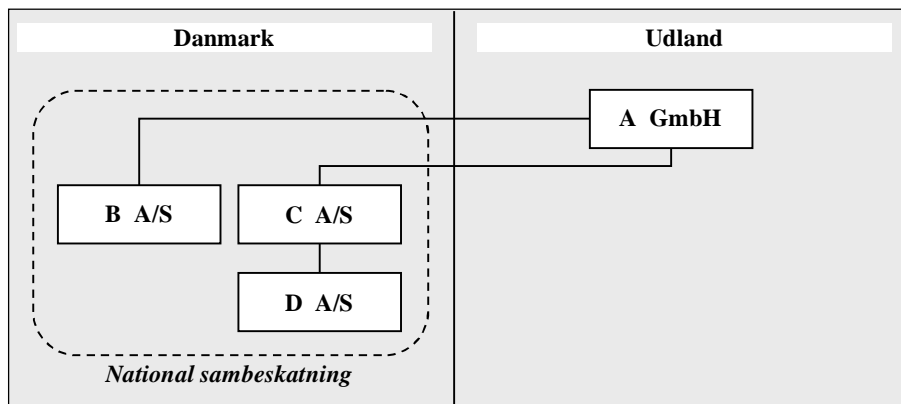 Danmark
Udland
A GmbH
B A/S
C A/S
D A/S
National sambeskatning